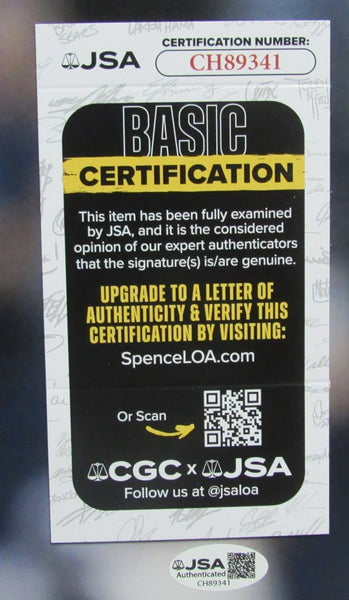 LARRY HAMA
JSA
CERTIFICATION NUMBER:
CH89341
BASIC
CERTIFICATION
This item has been fully examined
by JSA, and it is the considered
opinion of our expert authenticators
that the signature(s) is/are genuine.
UPGRADE TO A LETTER OF
AUTHENTICITY & VERIFY THIS
CERTIFICATION BY VISITING:
SpenceLOA.com
Or Scan
CGC x JSA
Follow us at @jsaloa
JSA
Authenticated
CH89341